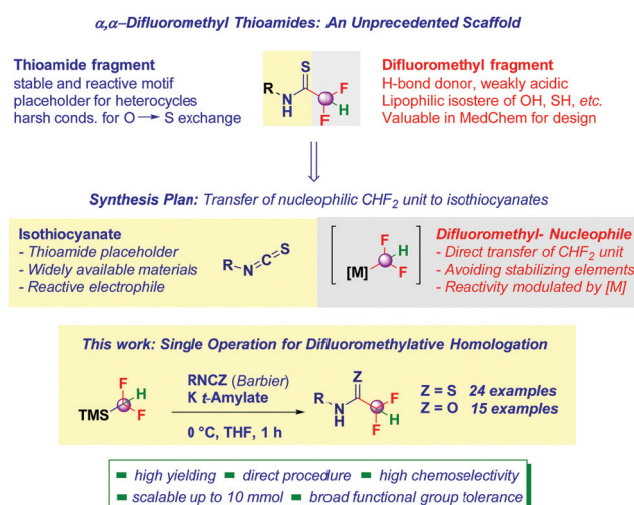 α,α–Difluoromethyl Thioamides: An Unprecedented Scaffold
Thioamide fragment
stable and reactive motif
placeholder for heterocycles
harsh conds. for O → S exchange
S
R N H
F
H
F
Difluoromethyl fragment
H-bond donor, weakly acidic
Lipophilic isostere of OH, SH, etc.
Valuable in MedChem for design
Synthesis Plan: Transfer of nucleophilic CHF2 unit to isothiocyanates
Isothiocyanate
- Thioamide placeholder
- Widely available materials
- Reactive electrophile
R N C S
[M] F H F
Difluoromethyl- Nucleophile
- Direct transfer of CHF2 unit
- Avoiding stabilizing elements
- Reactivity modulated by [M]
This work: Single Operation for Difluoromethylative Homologation
TMS F H F
RNCZ (Barbier)
K t-Amylate
0 °C, THF, 1 h
Z
R N H
F
H
F
Z = S 24 examples
Z = O 15 examples
high yielding direct procedure high chemoselectivity
scalable up to 10 mmol broad functional group tolerance